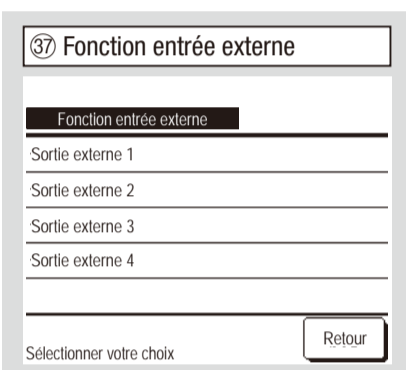 ㊲ Fonction entrée externe
Fonction entrée externe
Sortie externe 1
Sortie externe 2
Sortie externe 3
Sortie externe 4
Retour
Sélectionner votre choix